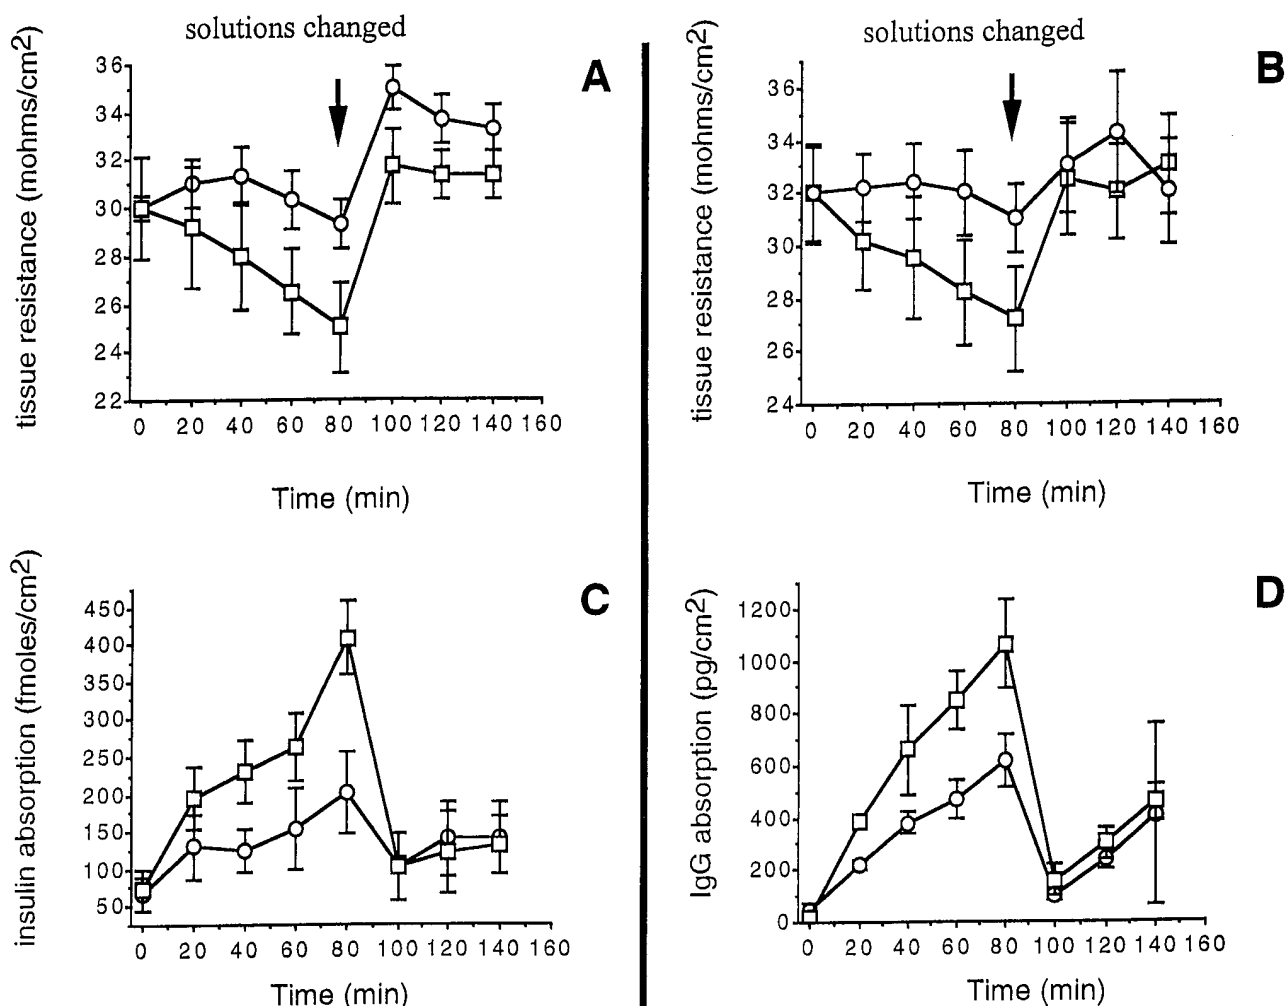 solutions changed
A
tissue resistance (mohms/cm2)
36
34
32
30
28
26
24
22
0 20 40 60 80 100 120 140 160
Time (min)
solutions changed
B
tissue resistance (mohms/cm2)
36
34
32
30
28
26
24
0 20 40 60 80 100 120 140 160
Time (min)
C
insulin absorption (fmoles/cm2)
450
400
350
300
250
200
150
100
50
0 20 40 60 80 100 120 140 160
Time (min)
D
IgG absorption (pg/cm2)
1200
1000
800
600
400
200
0
0 20 40 60 80 100 120 140 160
Time (min)